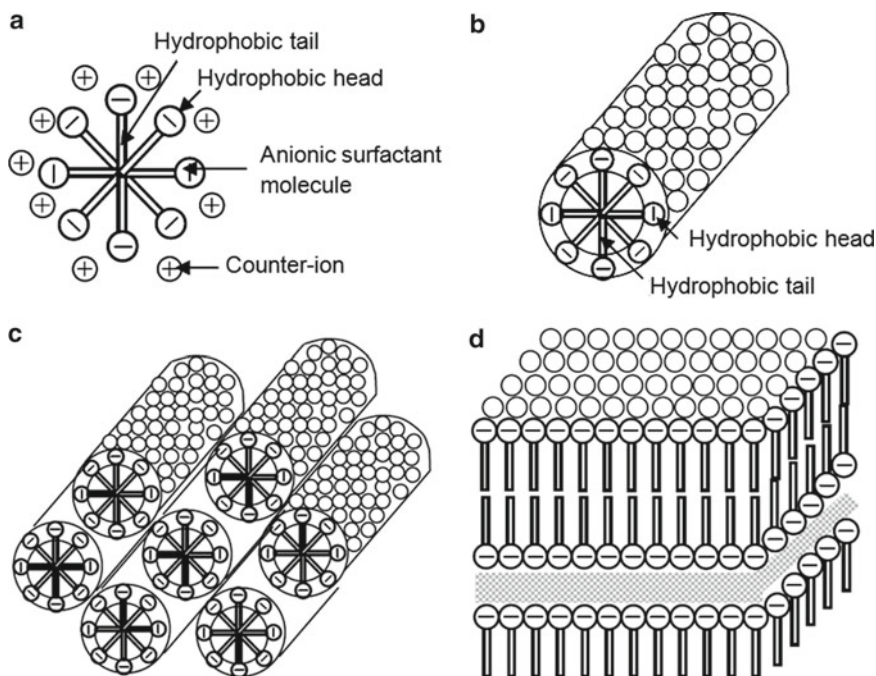 a
Hydrophobic tail
Hydrophobic head
Anionic surfactant
molecule
Counter-ion
b
Hydrophobic head
Hydrophobic tail
c
d